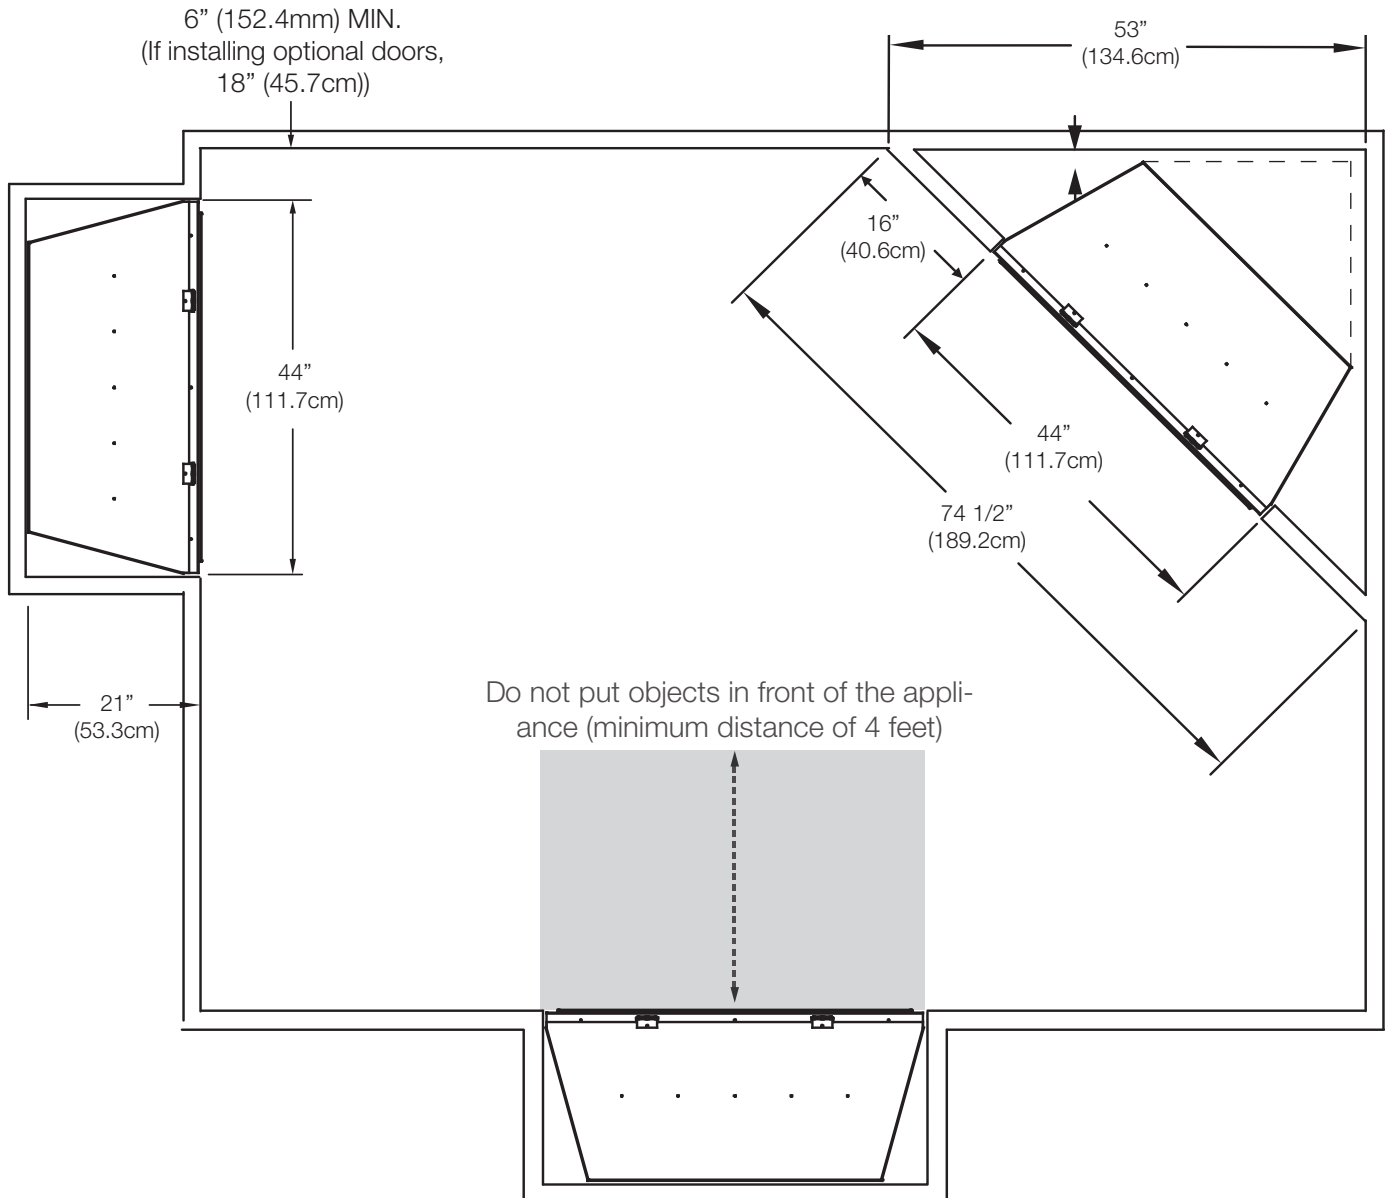 6” (152.4mm) MIN.
(If installing optional doors,
18” (45.7cm))
53”
(134.6cm)
16”
(40.6cm)
44”
(111.7cm)
44”
(111.7cm)
74 1/2”
(189.2cm)
21”
(53.3cm)
Do not put objects in front of the appli-
ance (minimum distance of 4 feet)